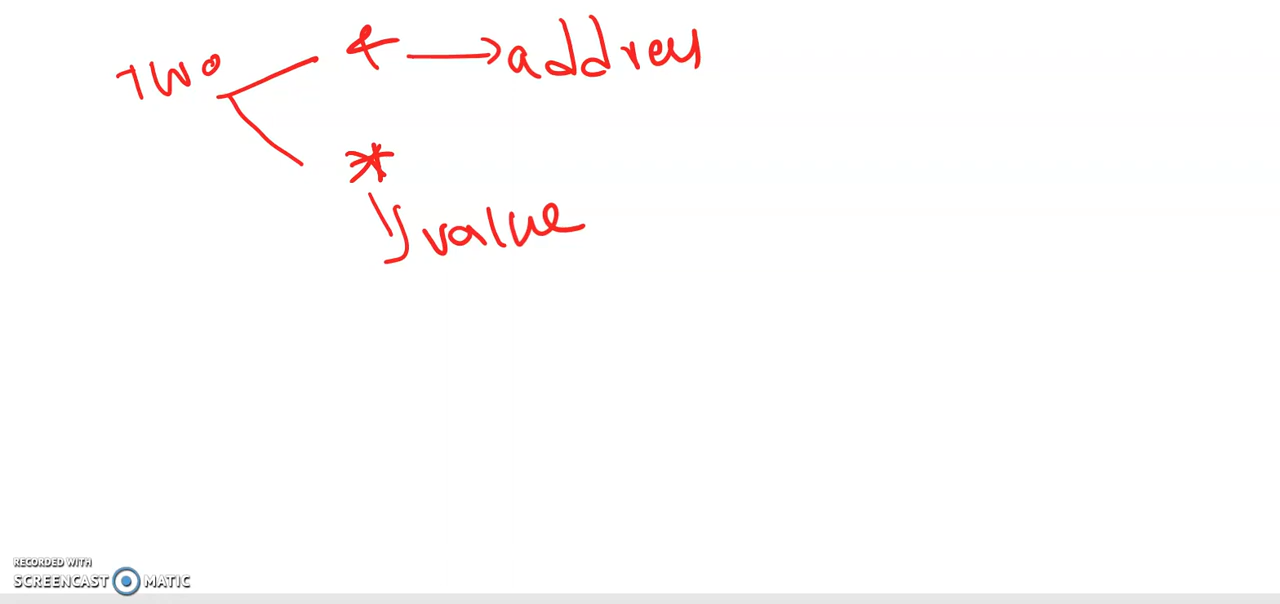 Two & → address
*
↳ value
RECORDED WITH
SCREENCAST MATIC